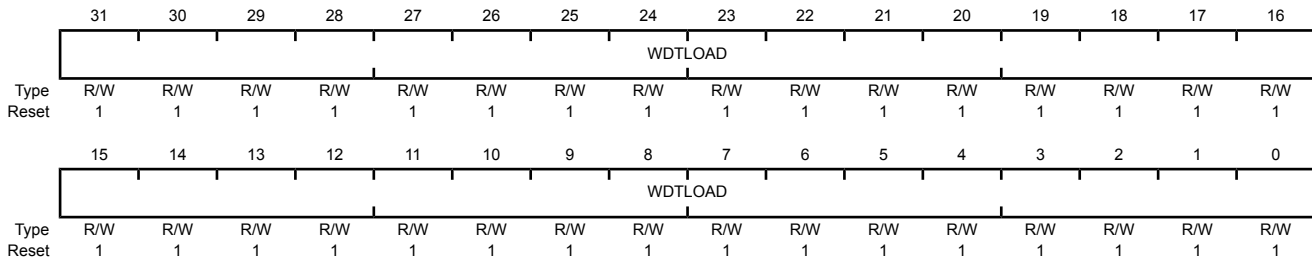 31 30 29 28 27 26 25 24 23 22 21 20 19 18 17 16
WDTLOAD
Type R/W R/W R/W R/W R/W R/W R/W R/W R/W R/W R/W R/W R/W R/W R/W R/W
Reset 1 1 1 1 1 1 1 1 1 1 1 1 1 1 1 1
15 14 13 12 11 10 9 8 7 6 5 4 3 2 1 0
WDTLOAD
Type R/W R/W R/W R/W R/W R/W R/W R/W R/W R/W R/W R/W R/W R/W R/W R/W
Reset 1 1 1 1 1 1 1 1 1 1 1 1 1 1 1 1